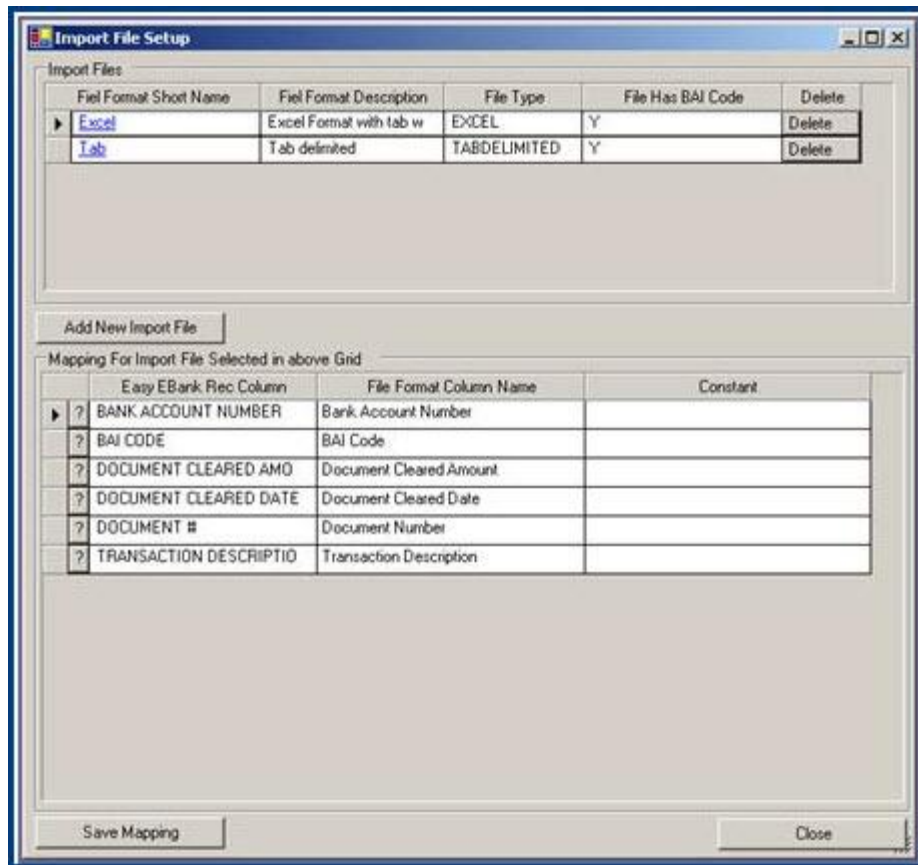 Import File Setup
Import Files
Fiel Format Short Name Fiel Format Description File Type File Has BAI Code Delete
Excel Excel Format with tab w EXCEL Y Delete
Tab Tab delimited TABDELIMITED Y Delete
Add New Import File
Mapping For Import File Selected in above Grid
Easy EBank Rec Column File Format Column Name Constant
? BANK ACCOUNT NUMBER Bank Account Number
? BAI CODE BAI Code
? DOCUMENT CLEARED AMO Document Cleared Amount
? DOCUMENT CLEARED DATE Document Cleared Date
? DOCUMENT # Document Number
? TRANSACTION DESCRIPTIO Transaction Description
Save Mapping Close